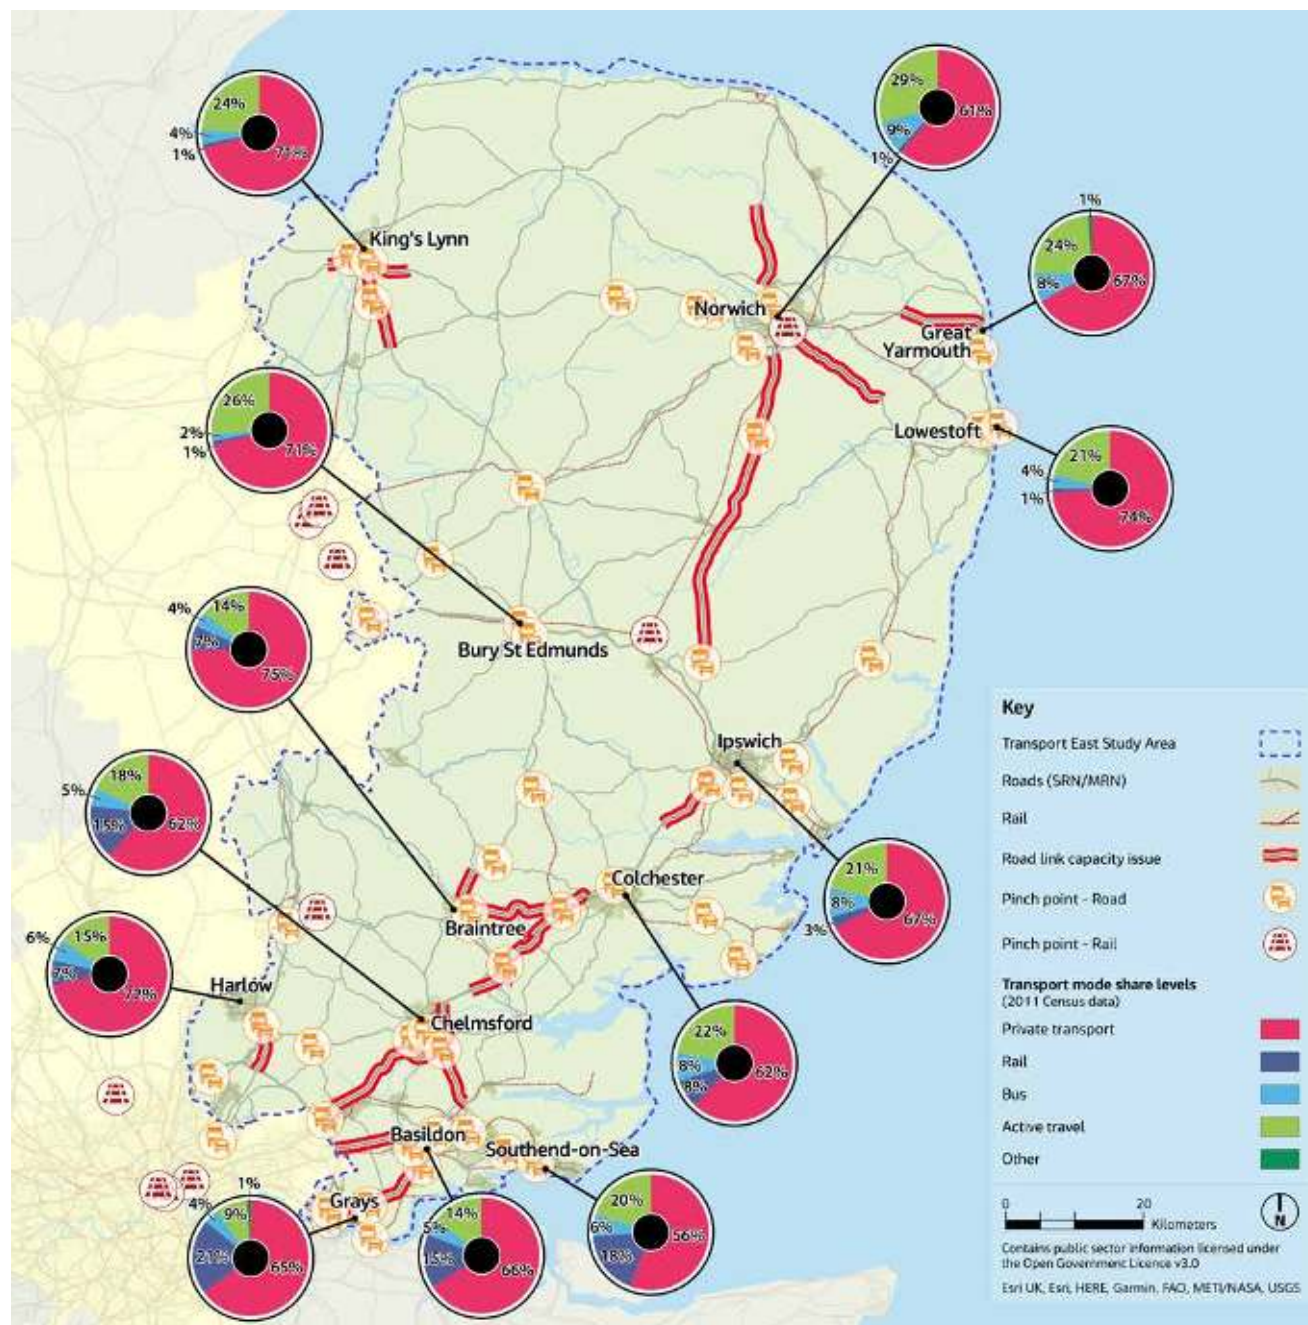 24%
4%
1%
71%
King's Lynn
29%
61%
9%
1%
1%
24%
67%
8%
Norwich
Great
Yarmouth
26%
2%
1%
71%
Lowestoft
21%
4%
1%
74%
Bury St Edmunds
14%
4%
7%
75%
Ipswich
18%
5%
15%
62%
Colchester
21%
8%
3%
67%
Braintree
15%
6%
7%
72%
Harlow
Chelmsford
22%
8%
8%
62%
Basildon
Southend-on-Sea
Grays
1%
4%
9%
21%
65%
14%
5%
15%
66%
20%
6%
18%
56%
Key
Transport East Study Area
Roads (SRN/MRN)
Rail
Road link capacity issue
Pinch point - Road
Pinch point - Rail
Transport mode share levels
(2011 Census data)
Private transport
Rail
Bus
Active travel
Other
0 20
Kilometers
N
Contains public sector information licensed under
the Open Government Licence v3.0
Esri UK, Esri, HERE, Garmin, FAO, METI/NASA, USGS